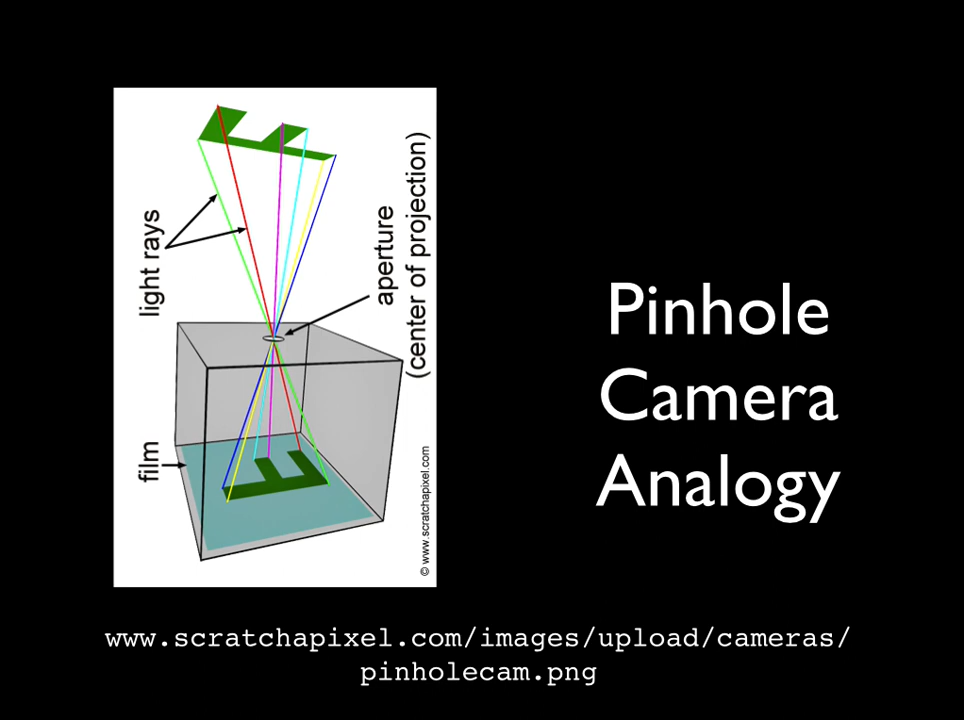 light rays
aperture
(center of projection)
film
© www.scratchapixel.com
Pinhole
Camera
Analogy
www.scratchapixel.com/images/upload/cameras/
pinholecam.png